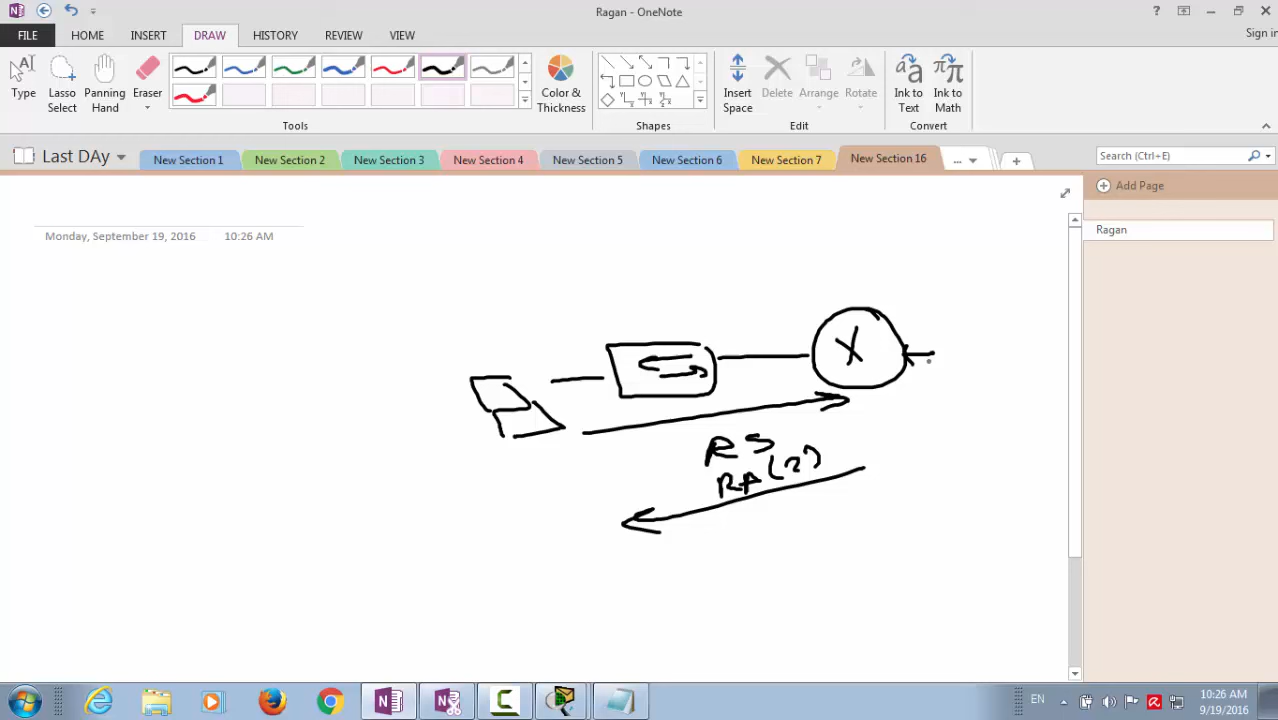 Ragan - OneNote
?
Sign in
FILE HOME INSERT DRAW HISTORY REVIEW VIEW
Type
Lasso Select
Panning Hand
Eraser
Color & Thickness
Insert Space
Delete
Arrange
Rotate
Ink to Text
Ink to Math
Tools
Shapes
Edit
Convert
Last DAy
New Section 1
New Section 2
New Section 3
New Section 4
New Section 5
New Section 6
New Section 7
New Section 16
...
Search (Ctrl+E)
Add Page
Ragan
Monday, September 19, 2016 10:26 AM
X
RS
RA (2)
EN
10:26 AM
9/19/2016